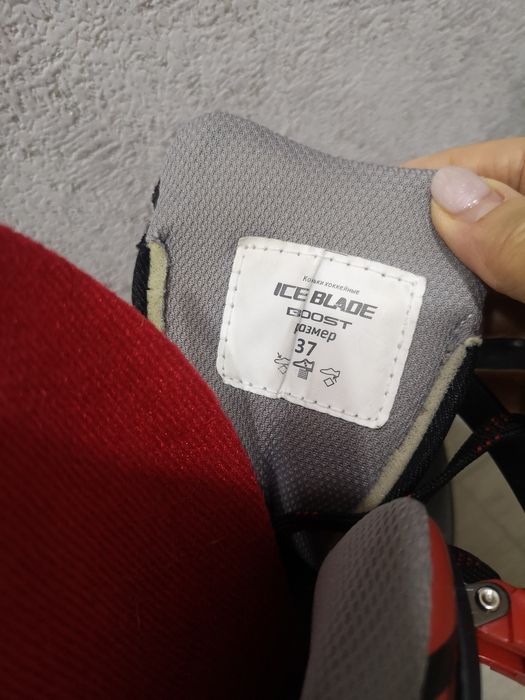 Коньки хоккейные
ICE BLADE
BOOST
размер
37